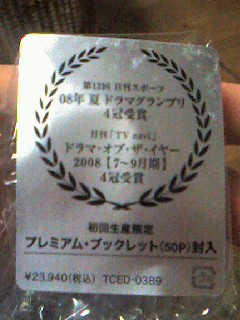 第12回 日刊スポーツ
08年 夏 ドラマグランプリ
4冠受賞
月刊「TV navi」
ドラマ・オブ・ザ・イヤー
2008［7～9月期］
4冠受賞
初回生産限定
プレミアム・ブックレット(50P)封入
¥23,940(税込) TCED-0389